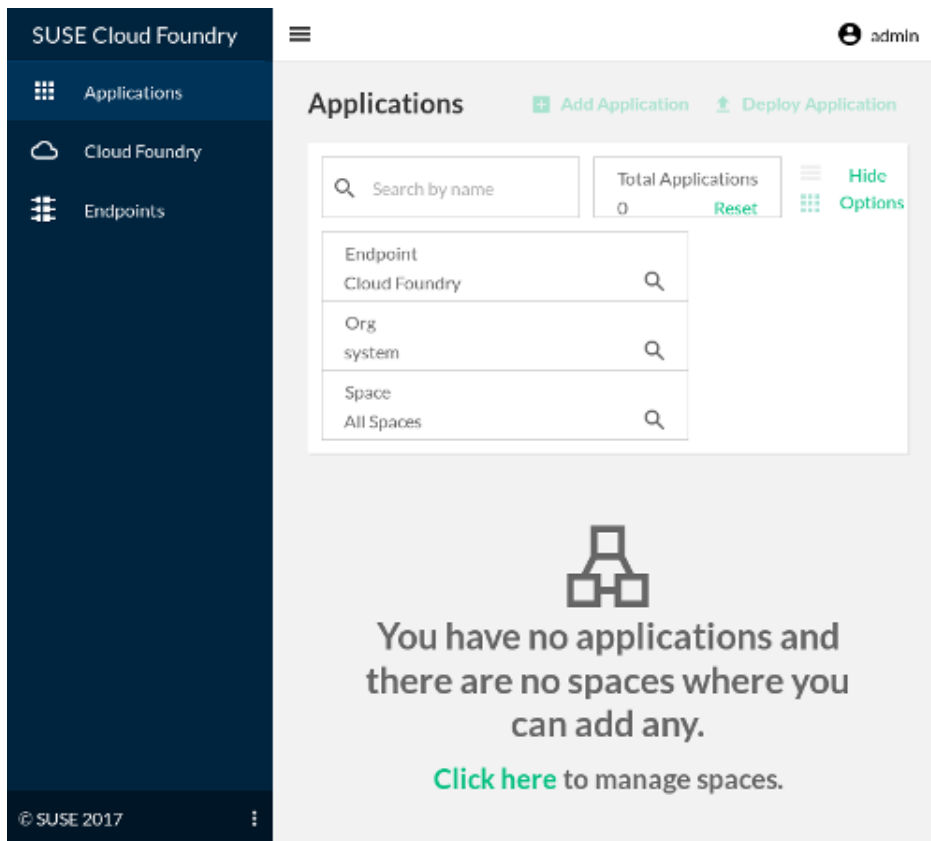 SUSE Cloud Foundry
admin
Applications
Cloud Foundry
Endpoints
Applications
Add Application
Deploy Application
Search by name
Total Applications
0
Reset
Hide
Options
Endpoint
Cloud Foundry
Org
system
Space
All Spaces
You have no applications and
there are no spaces where you
can add any.
Click here to manage spaces.
© SUSE 2017